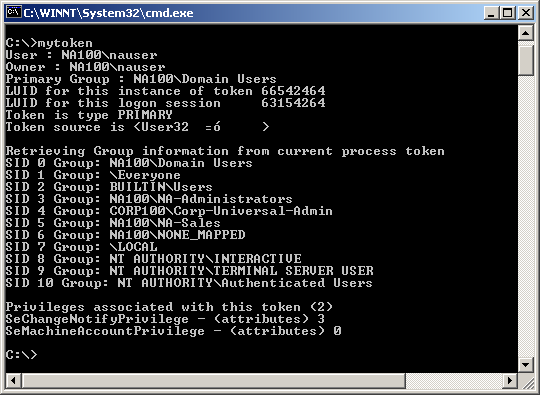 C:\WINNT\System32\cmd.exe
C:\>mytoken
User : NA100\nauser
Owner : NA100\nauser
Primary Group : NA100\Domain Users
LUID for this instance of token 66542464
LUID for this logon session     63154264
Token is type PRIMARY
Token source is <User32  =ó      >
Retrieving Group information from current process token
SID 0 Group: NA100\Domain Users
SID 1 Group: \Everyone
SID 2 Group: BUILTIN\Users
SID 3 Group: NA100\NA-Administrators
SID 4 Group: CORP100\Corp-Universal-Admin
SID 5 Group: NA100\NA-Sales
SID 6 Group: NA100\NONE_MAPPED
SID 7 Group: \LOCAL
SID 8 Group: NT AUTHORITY\INTERACTIVE
SID 9 Group: NT AUTHORITY\TERMINAL SERVER USER
SID 10 Group: NT AUTHORITY\Authenticated Users
Privileges associated with this token (2)
SeChangeNotifyPrivilege - (attributes) 3
SeMachineAccountPrivilege - (attributes) 0
C:\>